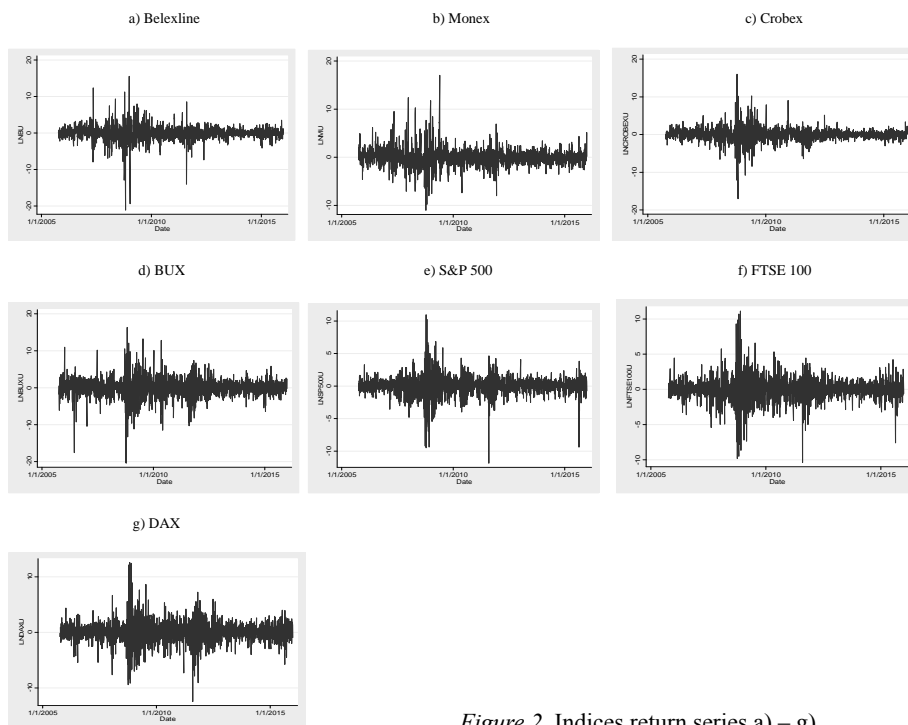 a) Belexline
b) Monex
c) Crobex
20
10
0
-10
-20
LNBU
1/1/2005
1/1/2010
1/1/2015
Date
20
10
0
-10
LNMU
1/1/2005
1/1/2010
1/1/2015
Date
20
10
0
-10
-20
LNCROBEXU
1/1/2005
1/1/2010
1/1/2015
Date
d) BUX
e) S&P 500
f) FTSE 100
20
10
0
-10
-20
LNBUXU
1/1/2005
1/1/2010
1/1/2015
Date
10
5
0
-5
-10
LNSP500U
1/1/2005
1/1/2010
1/1/2015
Date
10
5
0
-5
-10
LNFTSE100U
1/1/2005
1/1/2010
1/1/2015
Date
g) DAX
10
0
-10
LNDAXU
1/1/2005
1/1/2010
1/1/2015
Date
Figure 2. Indices return series a) – g)